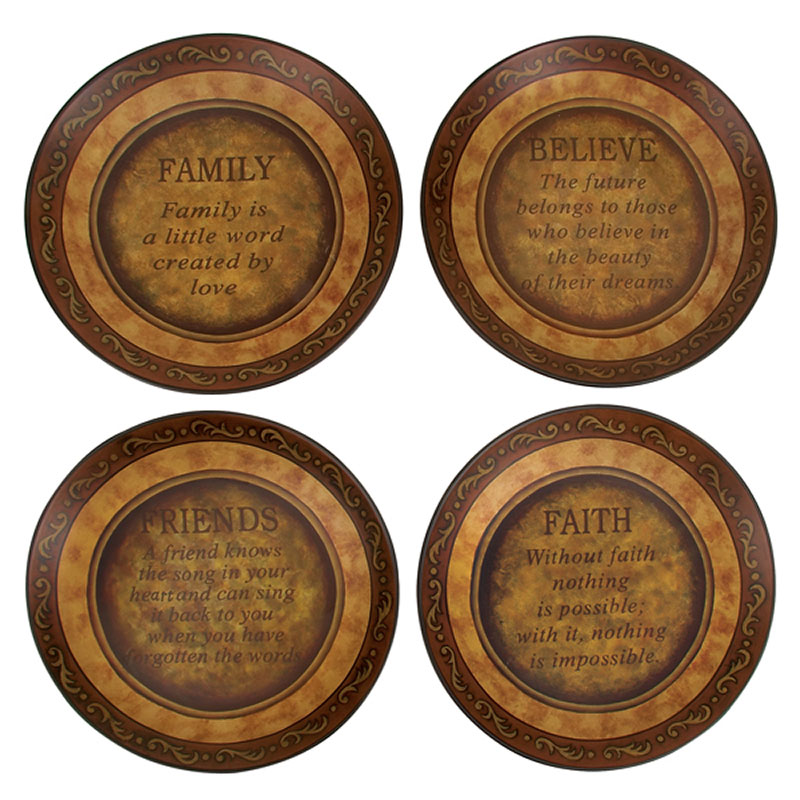 FAMILY
Family is
a little word
created by
love
BELIEVE
The future
belongs to those
who believe in
the beauty
of their dreams.
FRIENDS
A friend knows
the song in your
heart and can sing
it back to you
when you have
forgotten the words
FAITH
Without faith
nothing
is possible;
with it, nothing
is impossible.